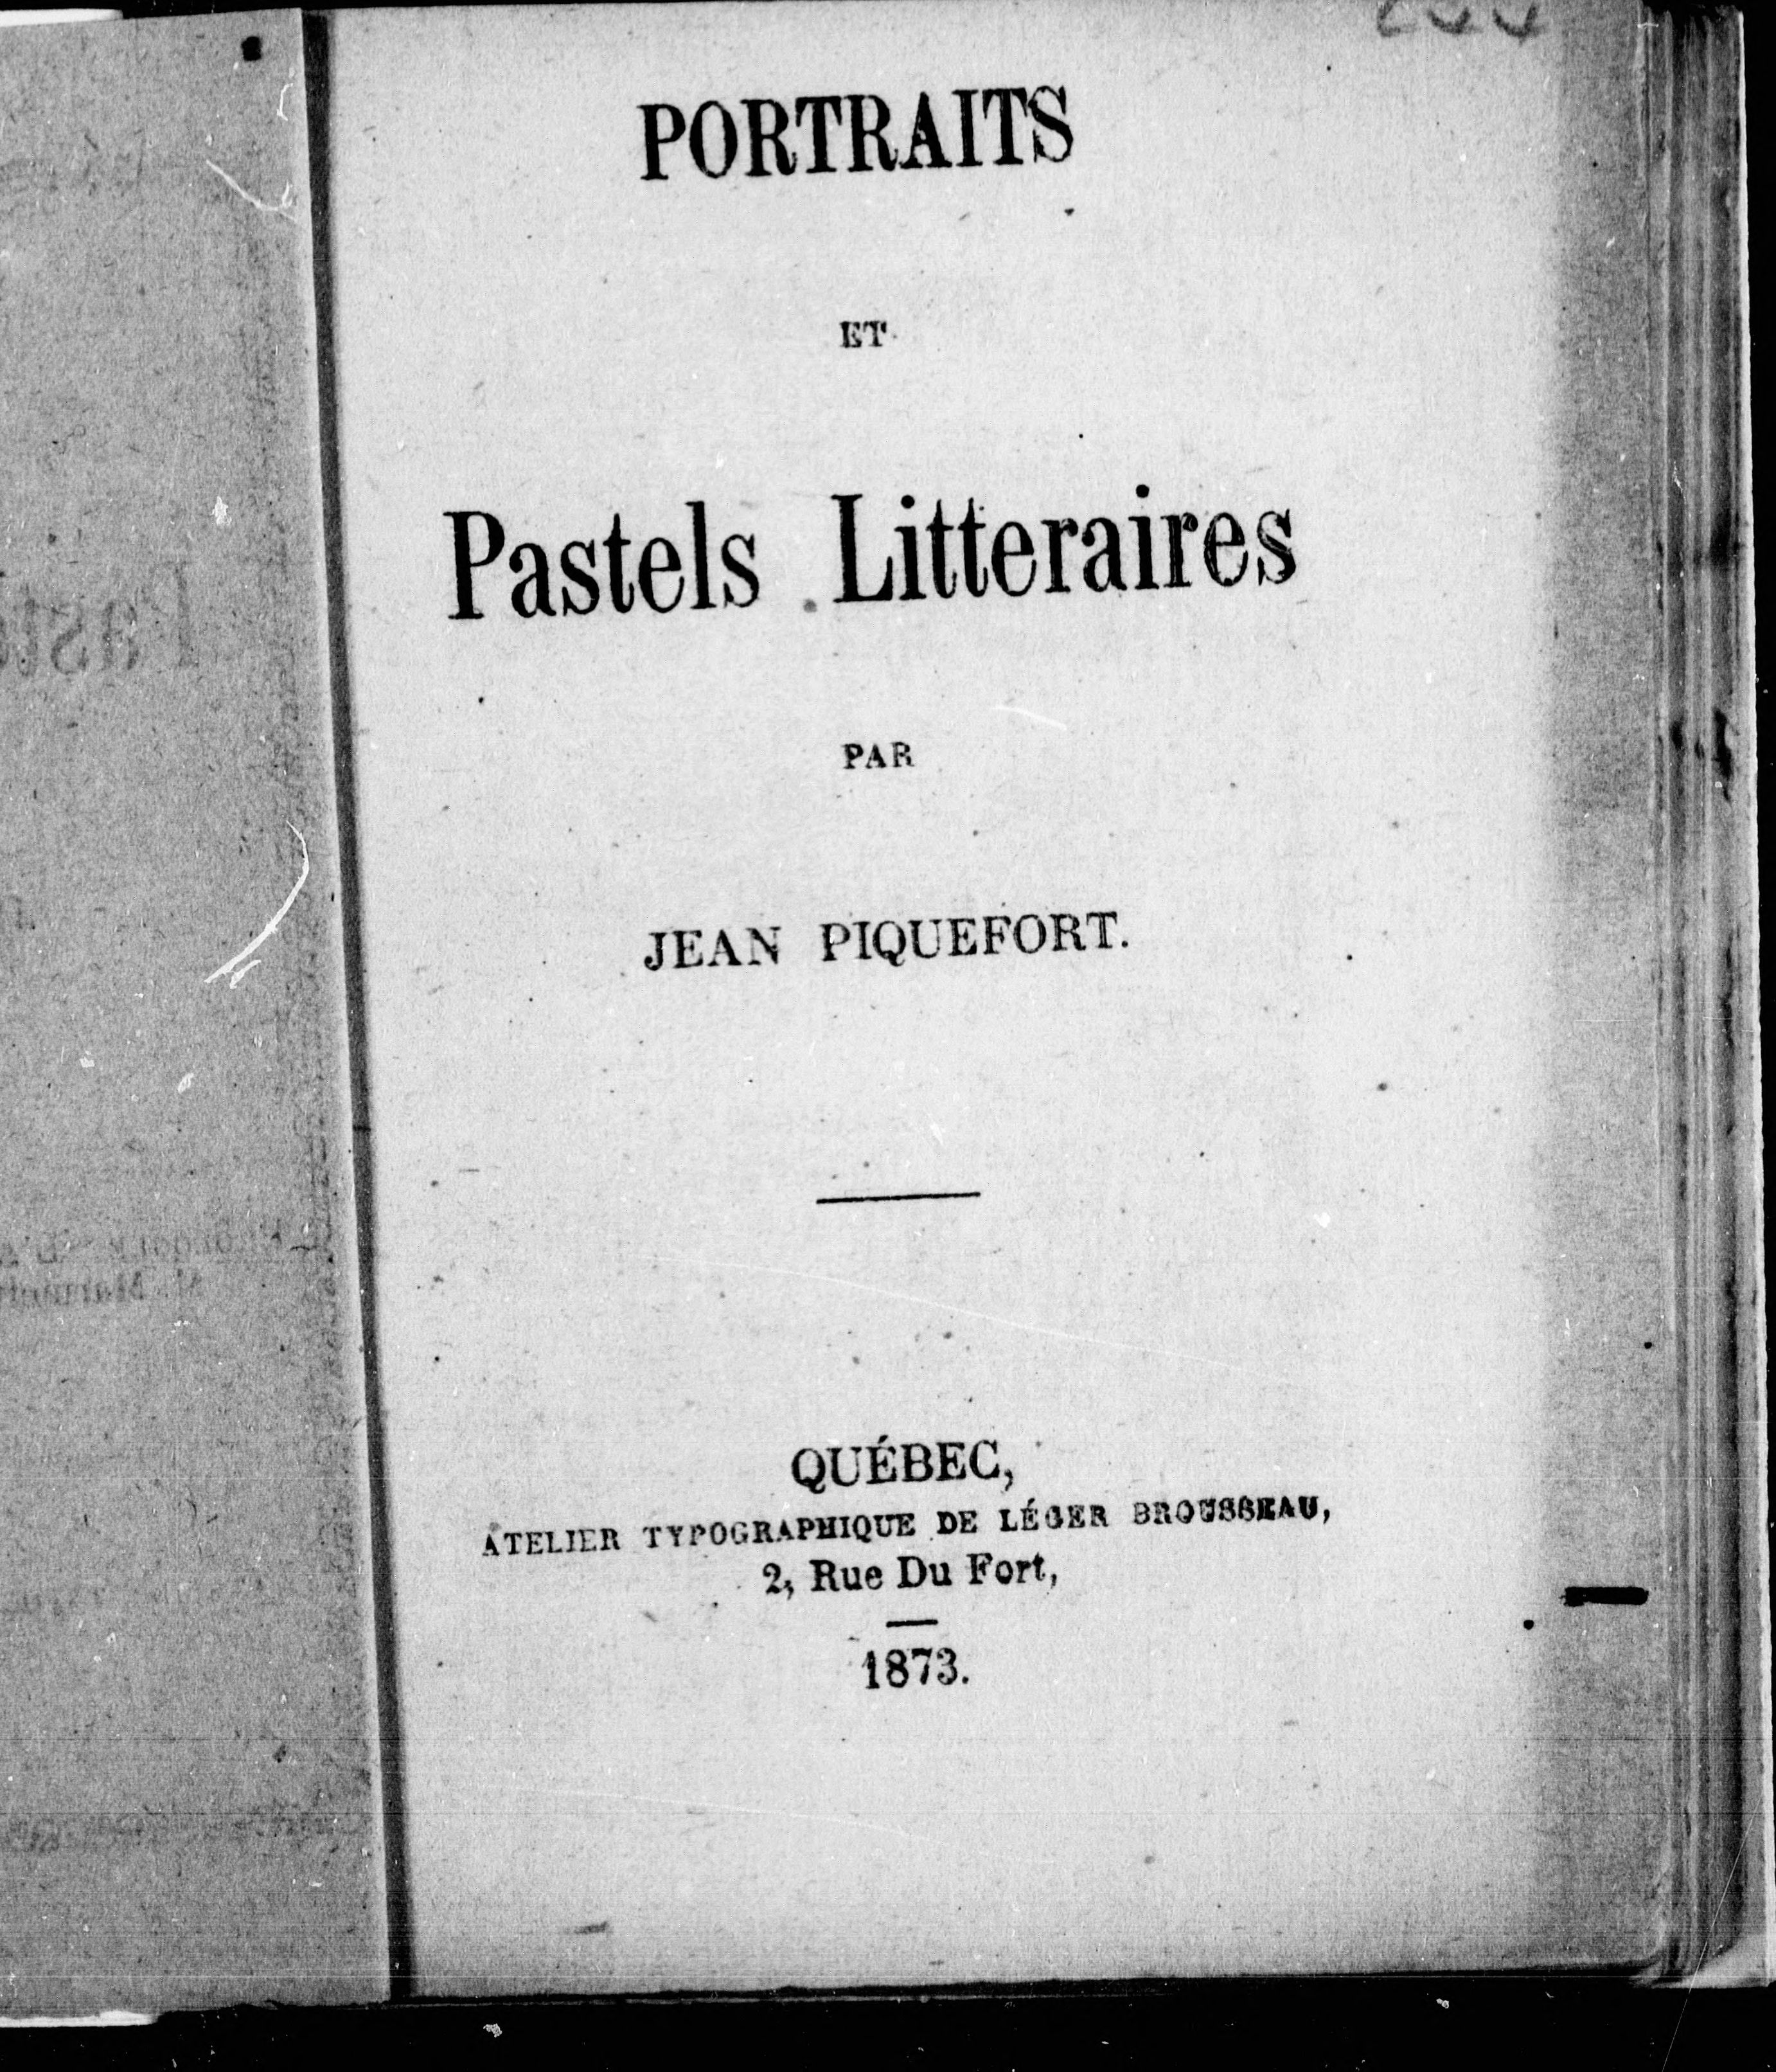 PORTRAITS
ET
Pastels Litteraires
PAR
JEAN PIQUEFORT.
QUÉBEC,
ATELIER TYPOGRAPHIQUE DE LÉGER BROUSSEAU,
2, Rue Du Fort,
1873.